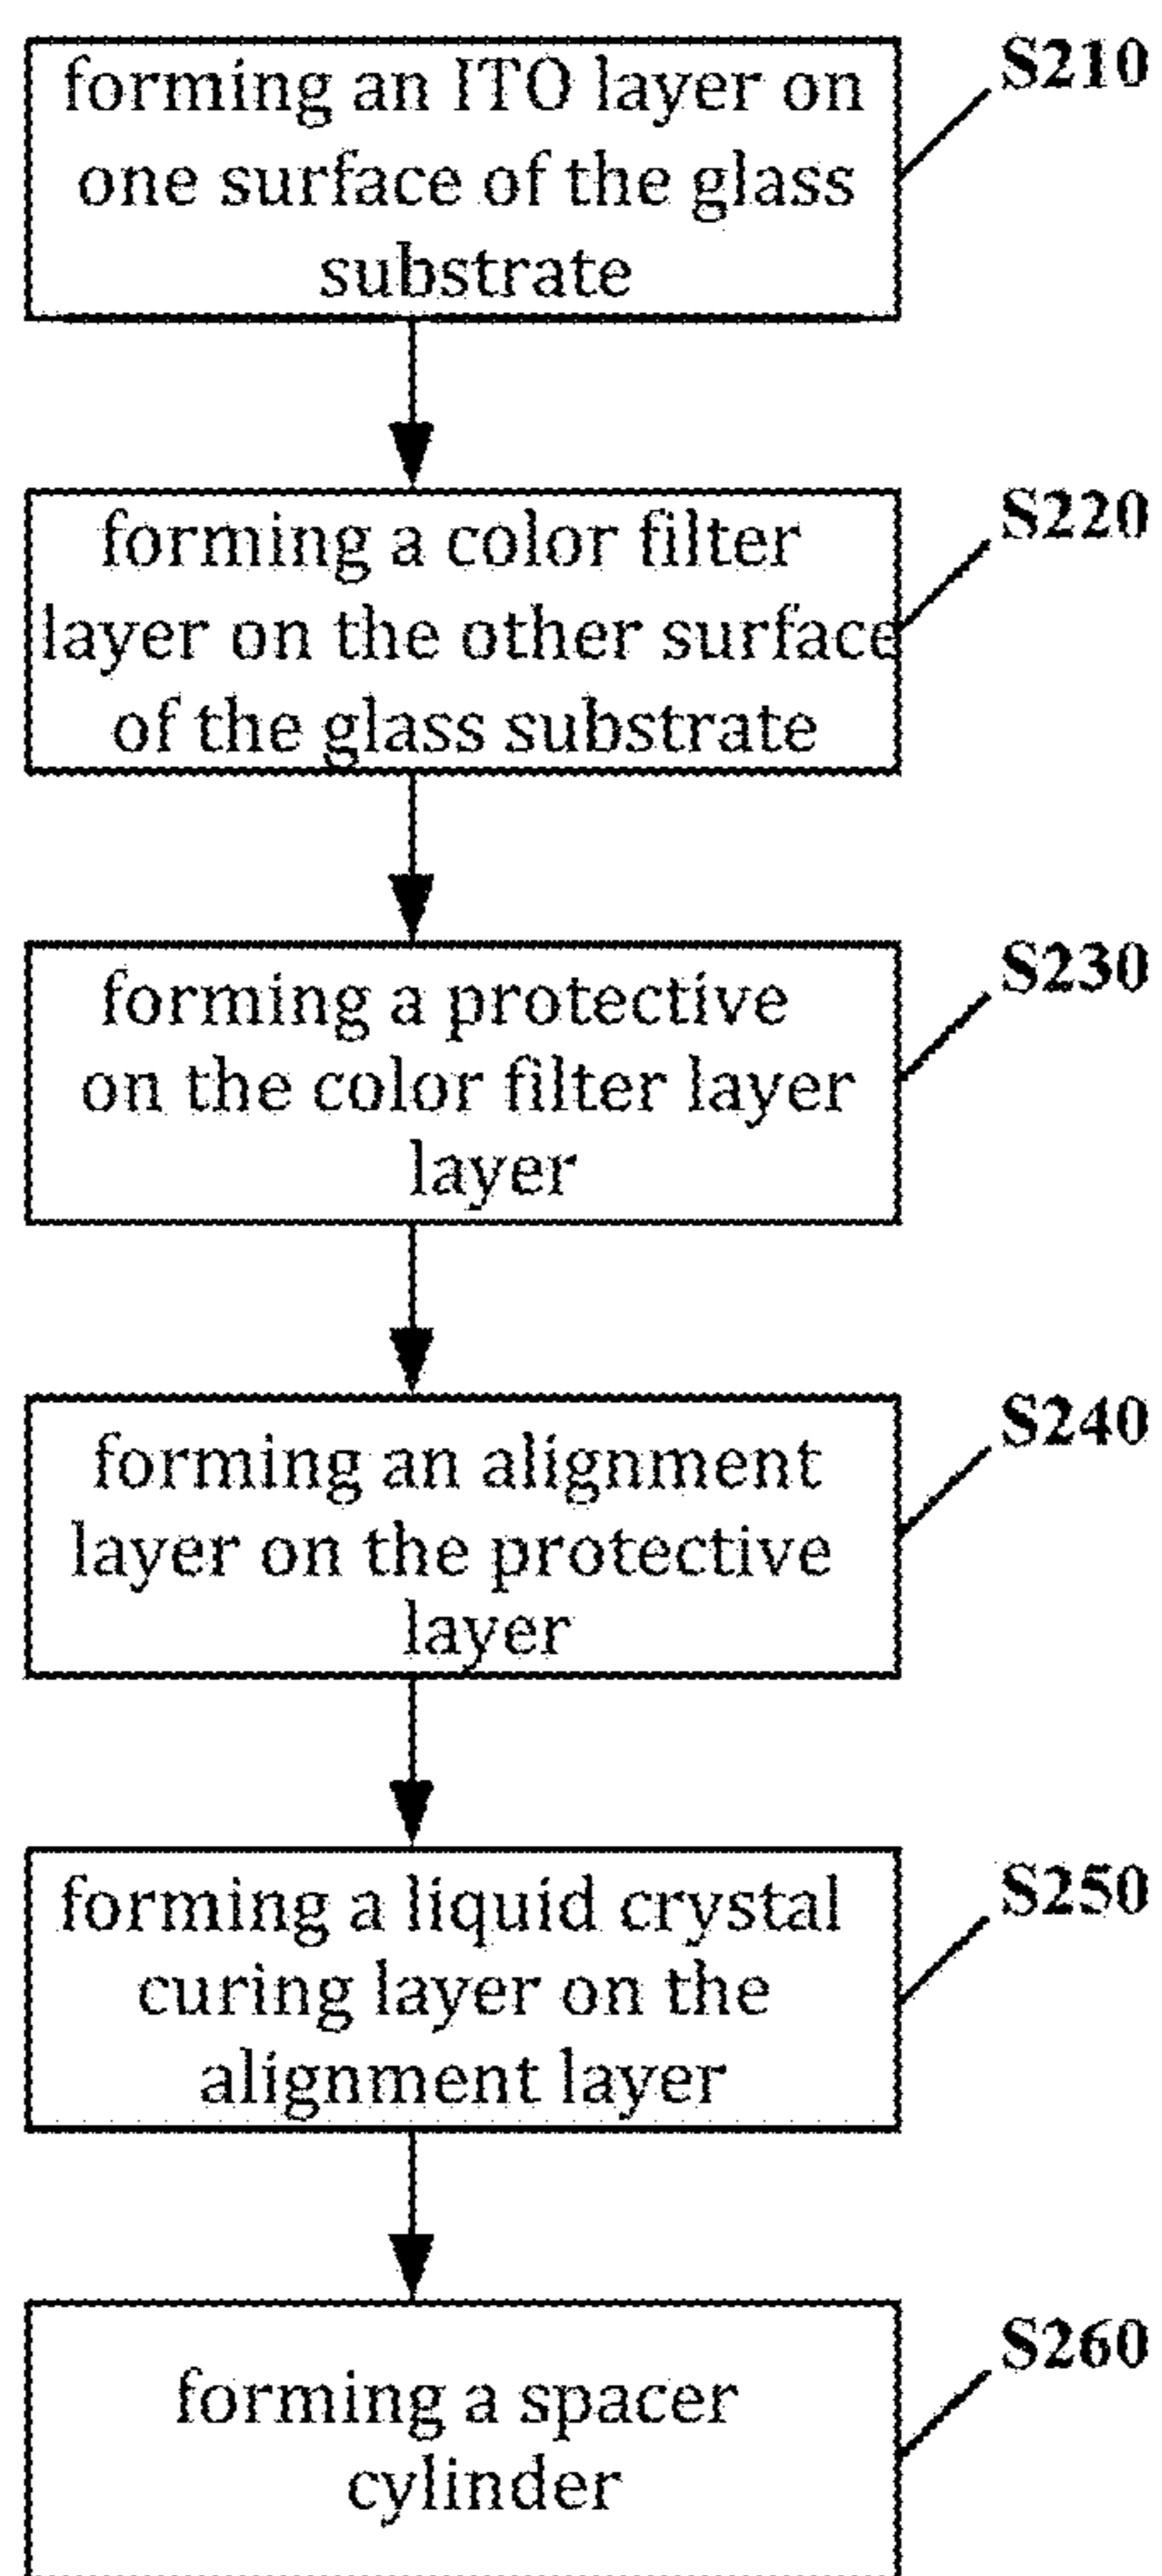 forming an ITO layer on
one surface of the glass
substrate
S210
forming a color filter
layer on the other surface
of the glass substrate
S220
forming a protective
on the color filter layer
layer
S230
forming an alignment
layer on the protective
layer
S240
forming a liquid crystal
curing layer on the
alignment layer
S250
forming a spacer
cylinder
S260